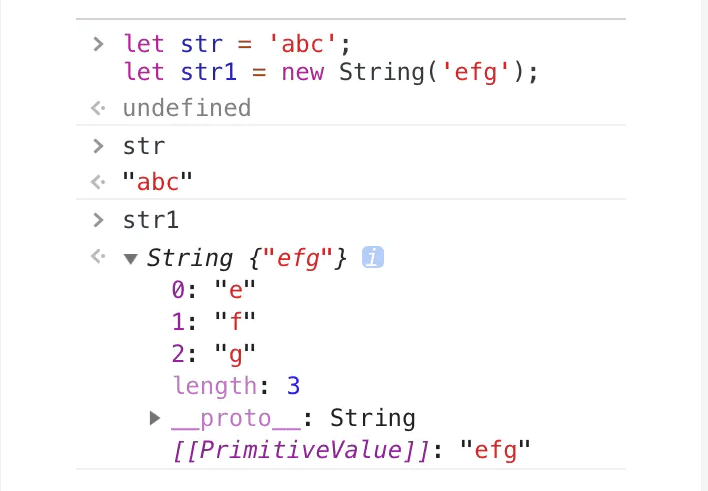 > let str = 'abc';
let str1 = new String('efg');
undefined
> str
"abc"
> str1
▼ String {"efg"} i
0: "e"
1: "f"
2: "g"
length: 3
▶ __proto__: String
[[PrimitiveValue]]: "efg"